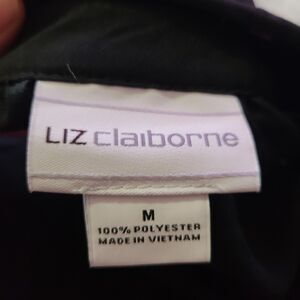 LIZ claiborne
M
100% POLYESTER
MADE IN VIETNAM